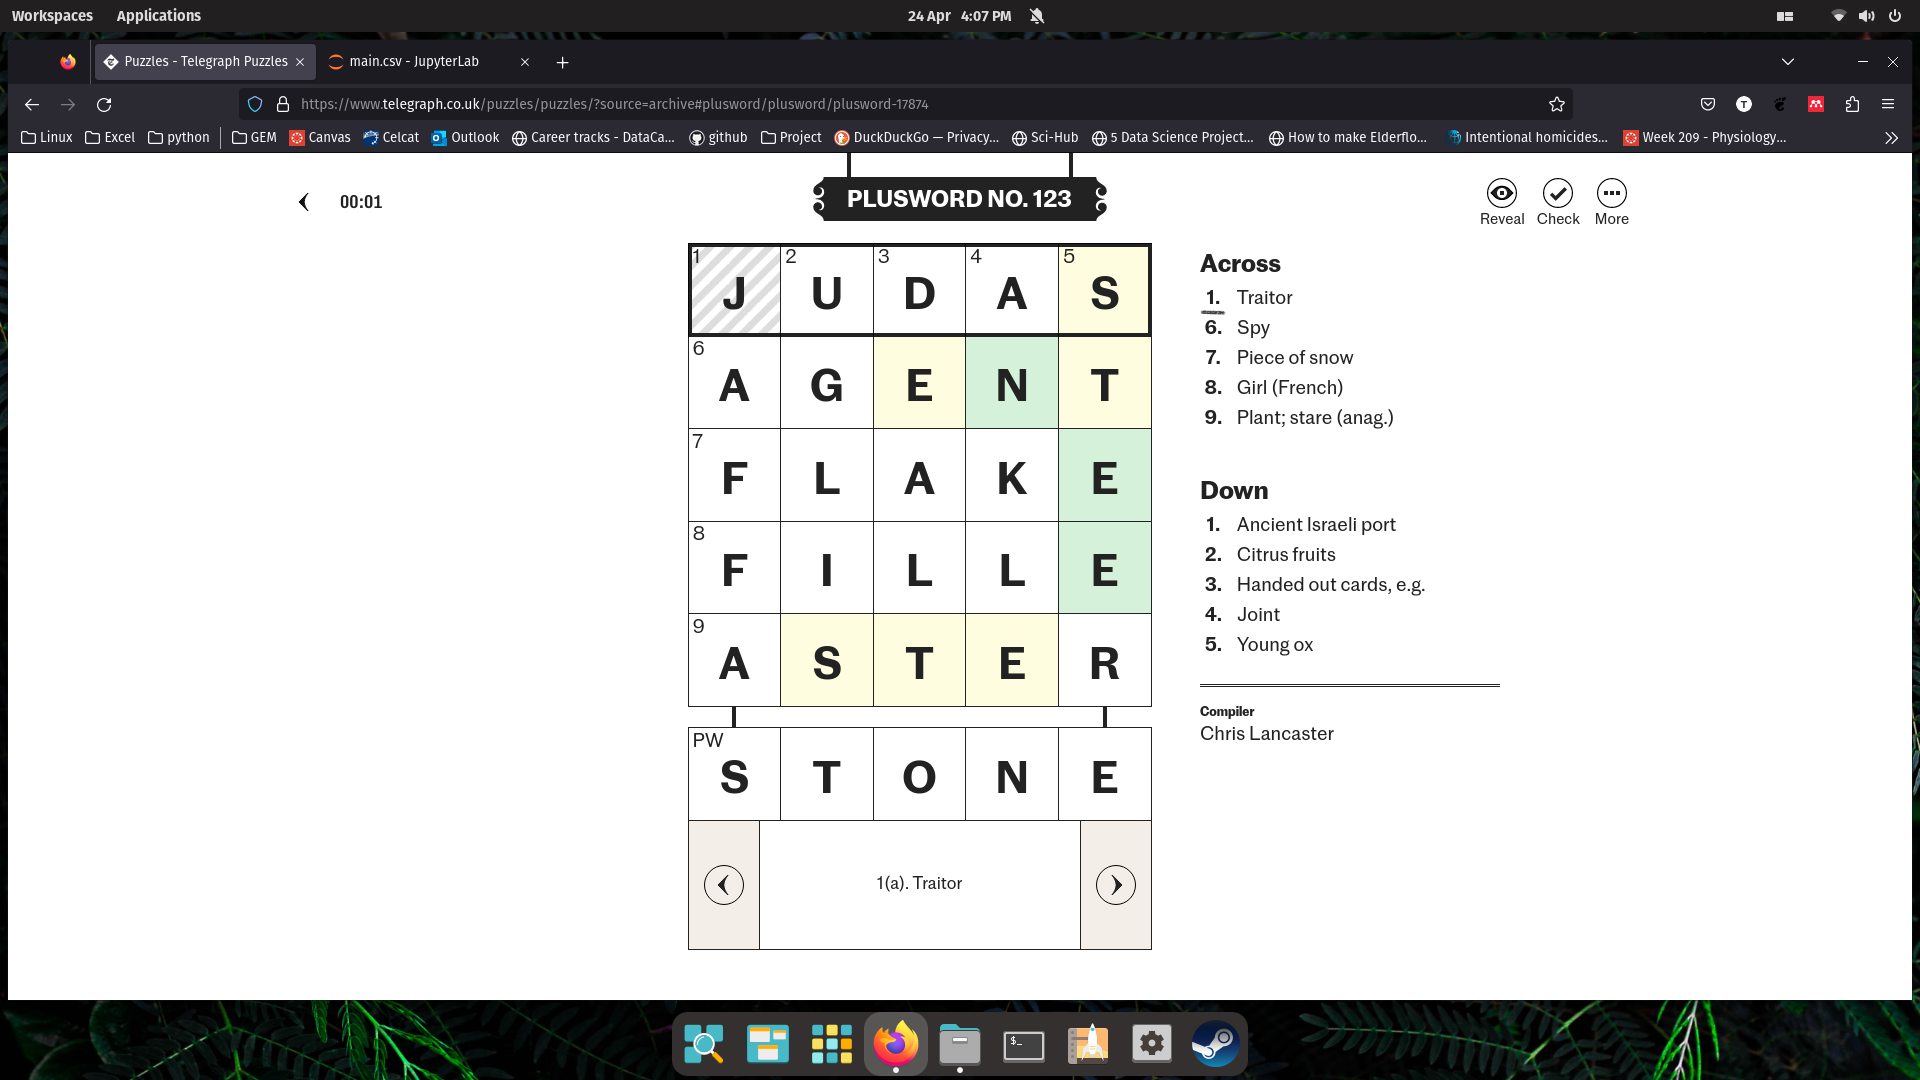 Workspaces Applications 24 Apr 4:07 PM
Puzzles - Telegraph Puzzles main.csv - JupyterLab
https://www.telegraph.co.uk/puzzles/puzzles/?source=archive#plusword/plusword/plusword-17874
Linux Excel python GEM Canvas Celcat Outlook Career tracks - DataCa... github Project DuckDuckGo — Privacy... Sci-Hub 5 Data Science Project... How to make Elderflo... Intentional homicides... Week 209 - Physiology...
00:01
PLUSWORD NO. 123
Reveal Check More
1 J 2 U 3 D 4 A 5 S
6 A G E N T
7 F L A K E
8 F I L L E
9 A S T E R
PW S T O N E
1(a). Traitor
Across
1. Traitor
6. Spy
7. Piece of snow
8. Girl (French)
9. Plant; stare (anag.)
Down
1. Ancient Israeli port
2. Citrus fruits
3. Handed out cards, e.g.
4. Joint
5. Young ox
Compiler
Chris Lancaster
$_